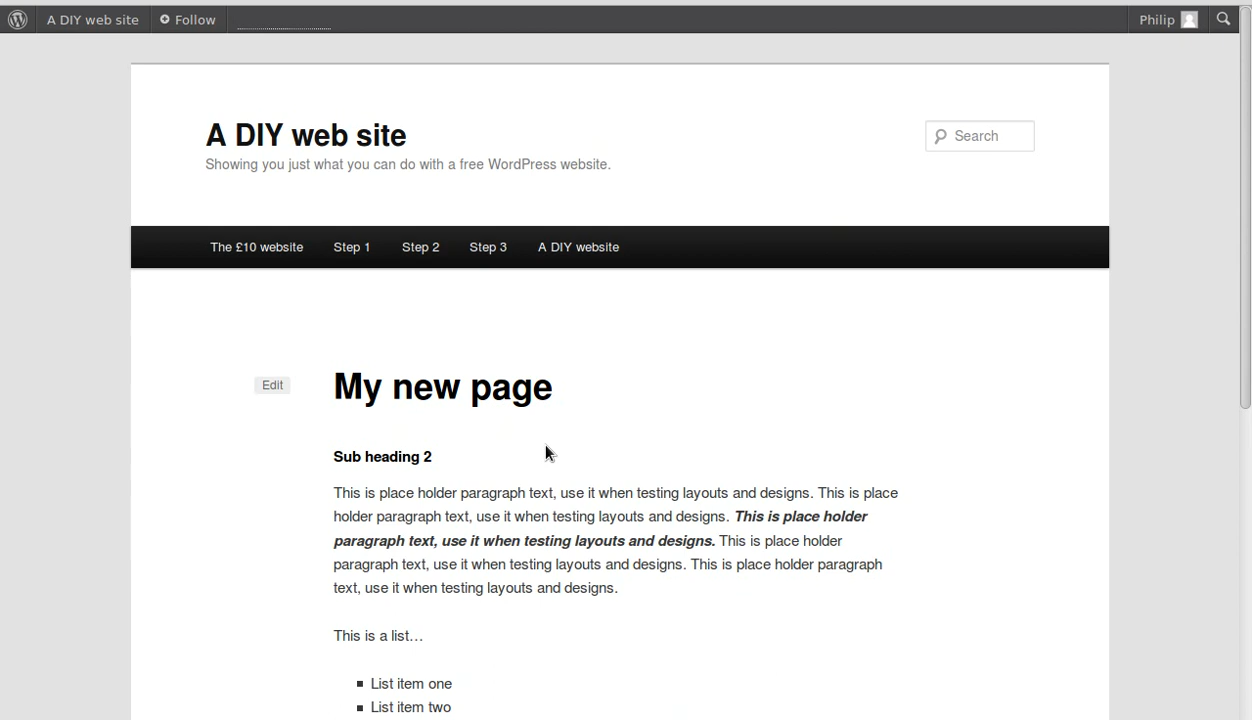 A DIY web site Follow Philip
A DIY web site
Showing you just what you can do with a free WordPress website.
Search
The £10 website Step 1 Step 2 Step 3 A DIY website
Edit
My new page
Sub heading 2
This is place holder paragraph text, use it when testing layouts and designs. This is place
holder paragraph text, use it when testing layouts and designs. This is place holder
paragraph text, use it when testing layouts and designs. This is place holder
paragraph text, use it when testing layouts and designs. This is place holder paragraph
text, use it when testing layouts and designs.
This is a list…
List item one
List item two